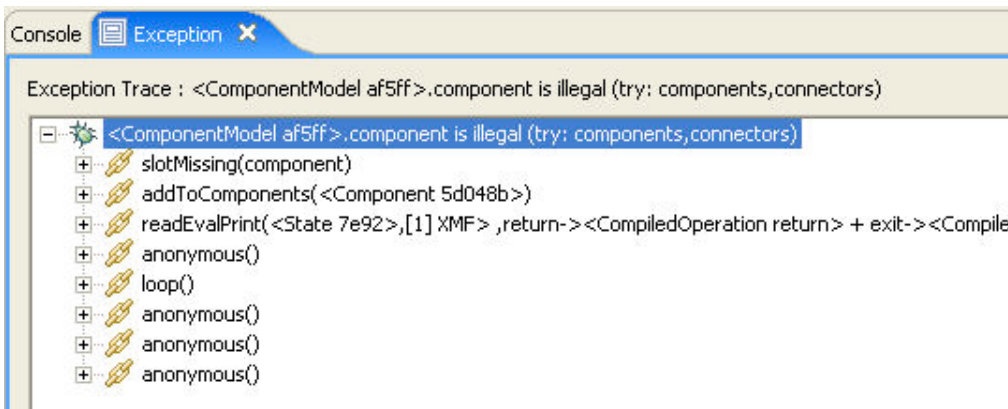 Console Exception
Exception Trace : <ComponentModel af5ff>.component is illegal (try: components,connectors)
<ComponentModel af5ff>.component is illegal (try: components,connectors)
slotMissing(component)
addToComponents(<Component 5d048b>)
readEvalPrint(<State 7e92>,[1] XMF> ,return-><CompiledOperation return> + exit-><Compile
anonymous()
loop()
anonymous()
anonymous()
anonymous()